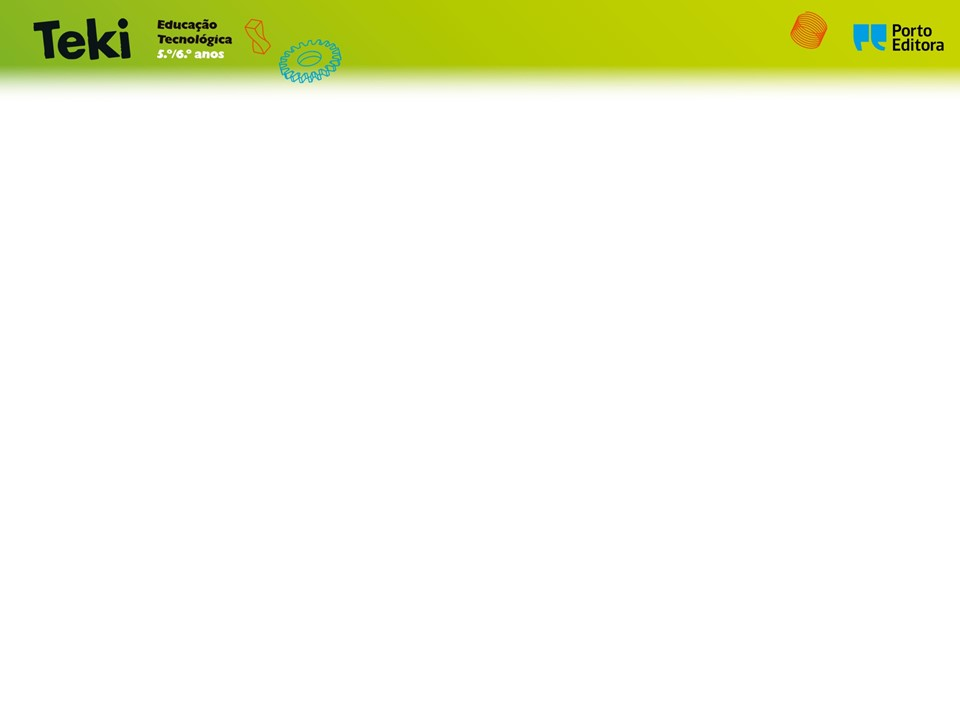 Teki
Educação
Tecnológica
5.º/6.º anos
Porto
Editora